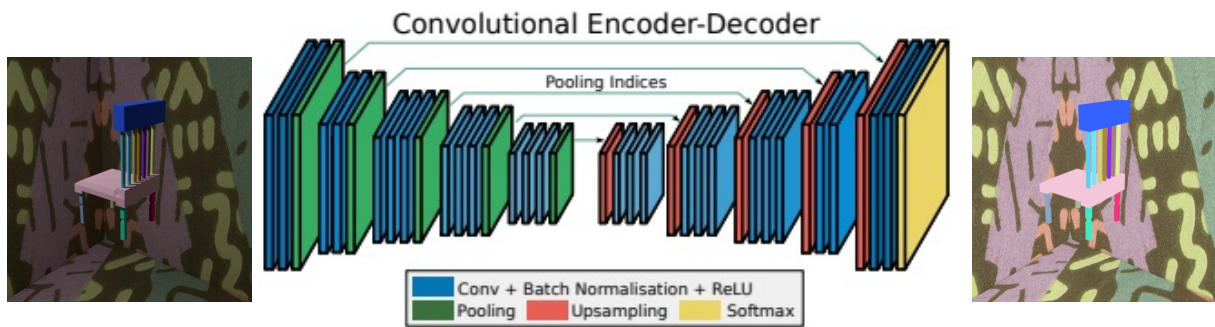 Convolutional Encoder-Decoder
Pooling Indices
Conv + Batch Normalisation + ReLU
Pooling
Upsampling
Softmax